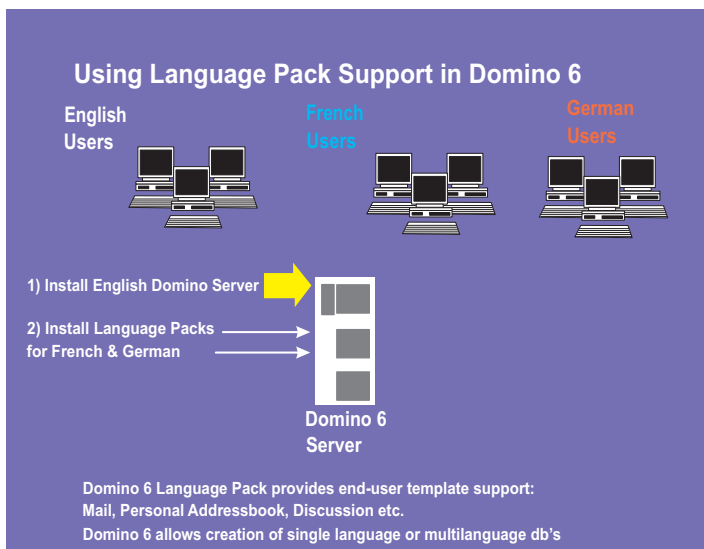 Using Language Pack Support in Domino 6
English
Users
French
Users
German
Users
1) Install English Domino Server
2) Install Language Packs
for French & German
Domino 6
Server
Domino 6 Language Pack provides end-user template support:
Mail, Personal Addressbook, Discussion etc.
Domino 6 allows creation of single language or multilanguage db's